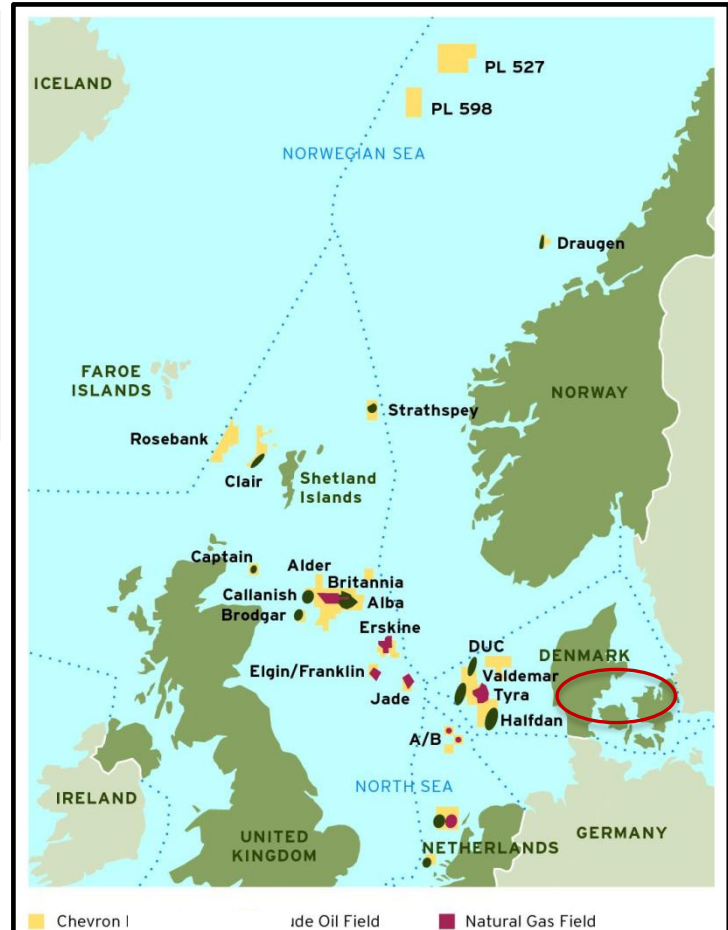 ICELAND
PL 527
PL 598
NORWEGIAN SEA
Draugen
FAROE
ISLANDS
NORWAY
Strathspey
Rosebank
Clair
Shetland
Islands
Captain
Alder
Britannia
Callanish
Alba
Brodgar
Erskine
DUC
DENMARK
Elgin/Franklin
Valdemar
Jade
Tyra
Halfdan
A/B
NORTH SEA
IRELAND
UNITED
KINGDOM
NETHERLANDS
GERMANY
Chevron
Oil Field
Natural Gas Field